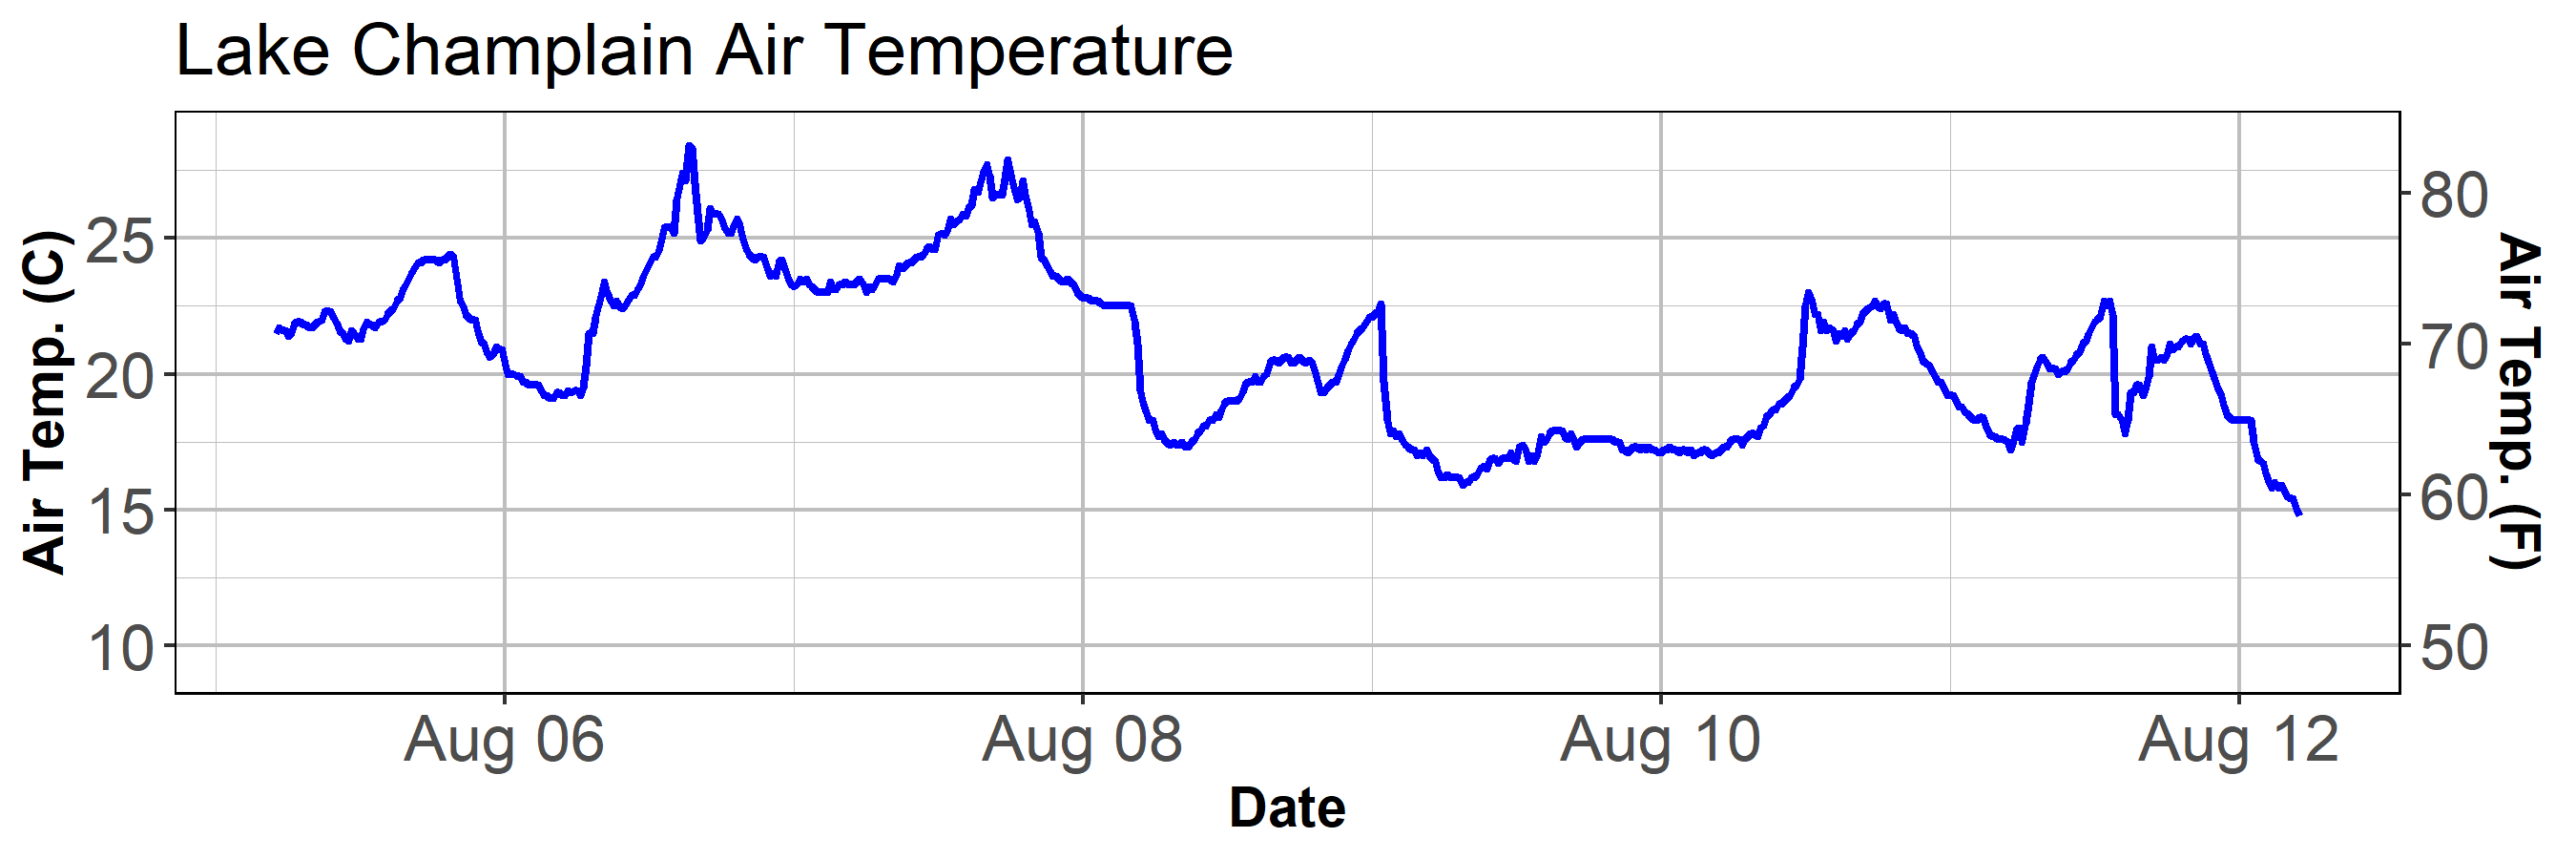 Lake Champlain Air Temperature
Air Temp. (C)
25
20
15
10
80
70
60
50
Air Temp. (F)
Aug 06 Aug 08 Aug 10 Aug 12
Date